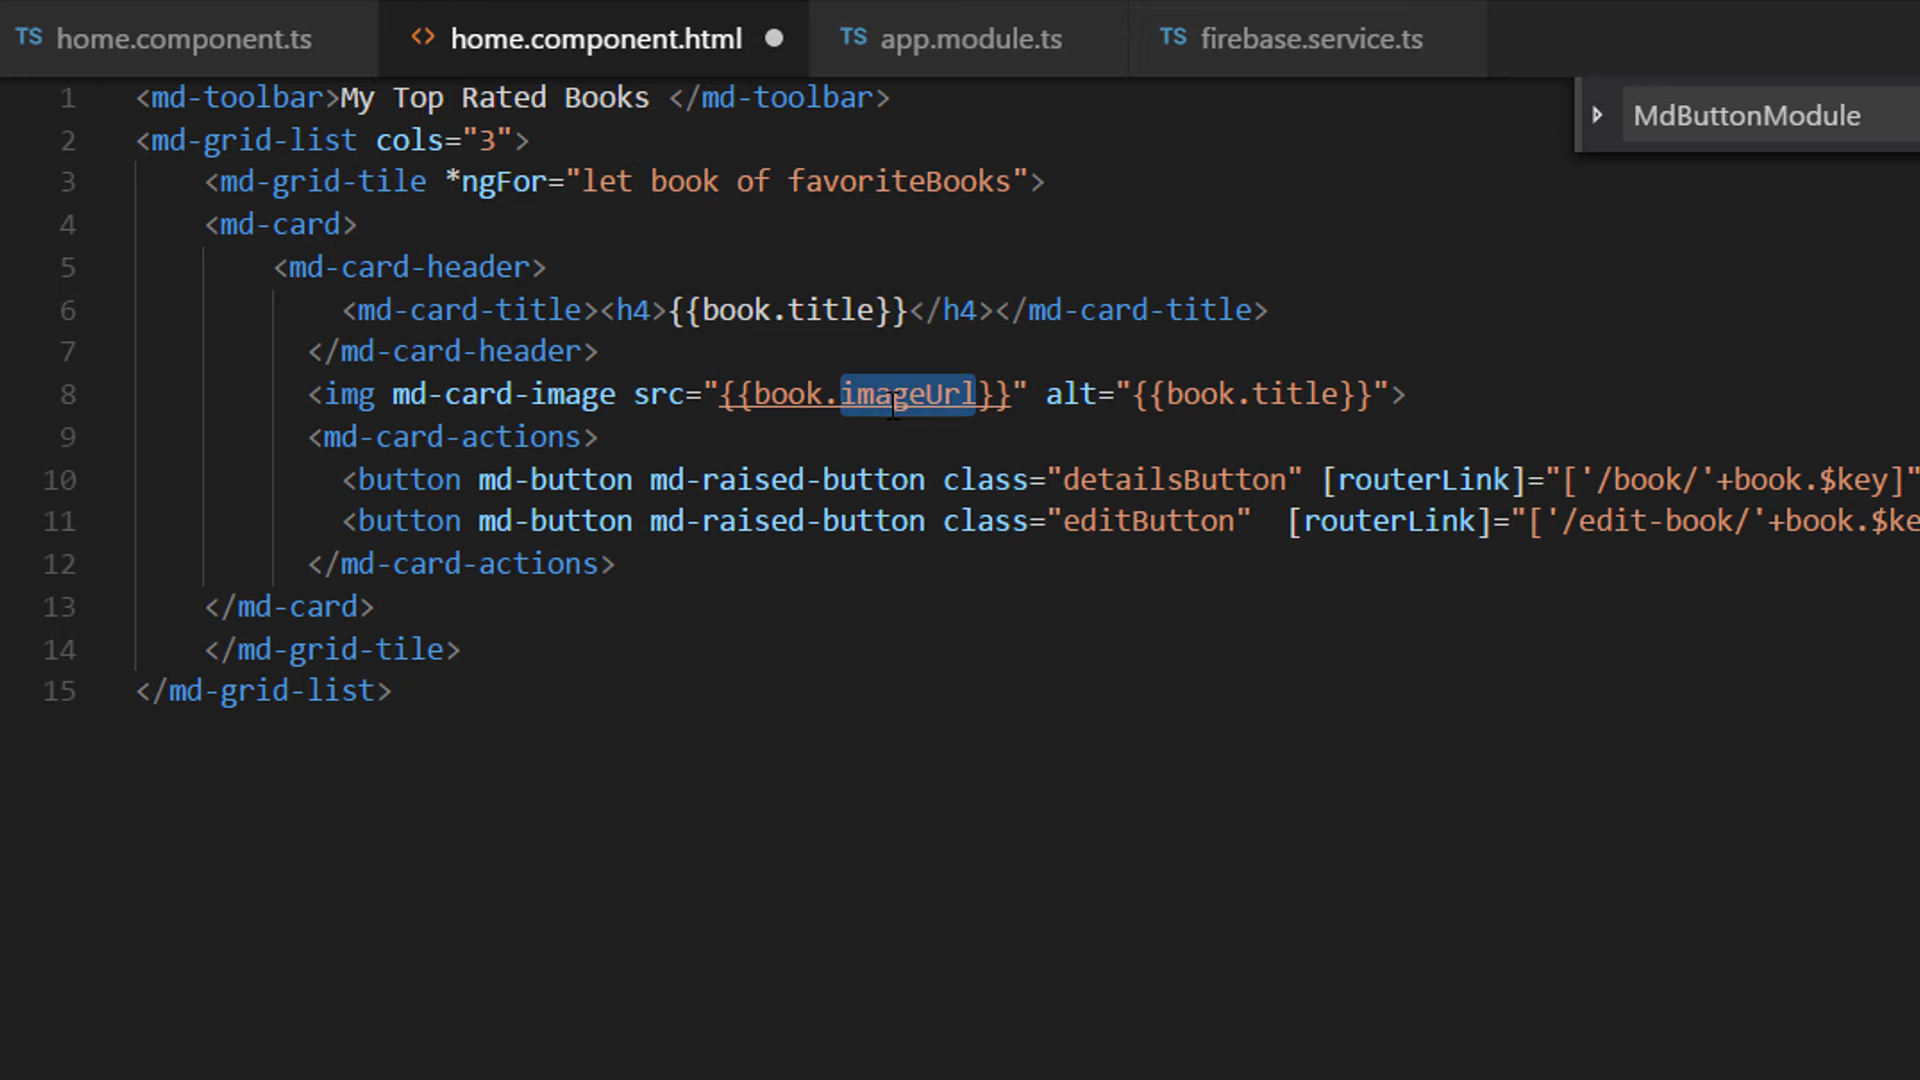 TS home.component.ts <> home.component.html TS app.module.ts TS firebase.service.ts
MdButtonModule
1 <md-toolbar>My Top Rated Books </md-toolbar>
2 <md-grid-list cols="3">
3 <md-grid-tile *ngFor="let book of favoriteBooks">
4 <md-card>
5 <md-card-header>
6 <md-card-title><h4>{{book.title}}</h4></md-card-title>
7 </md-card-header>
8 <img md-card-image src="{{book.imageUrl}}" alt="{{book.title}}">
9 <md-card-actions>
10 <button md-button md-raised-button class="detailsButton" [routerLink]="['/book/'+book.$key]"
11 <button md-button md-raised-button class="editButton"  [routerLink]="['/edit-book/'+book.$ke
12 </md-card-actions>
13 </md-card>
14 </md-grid-tile>
15 </md-grid-list>